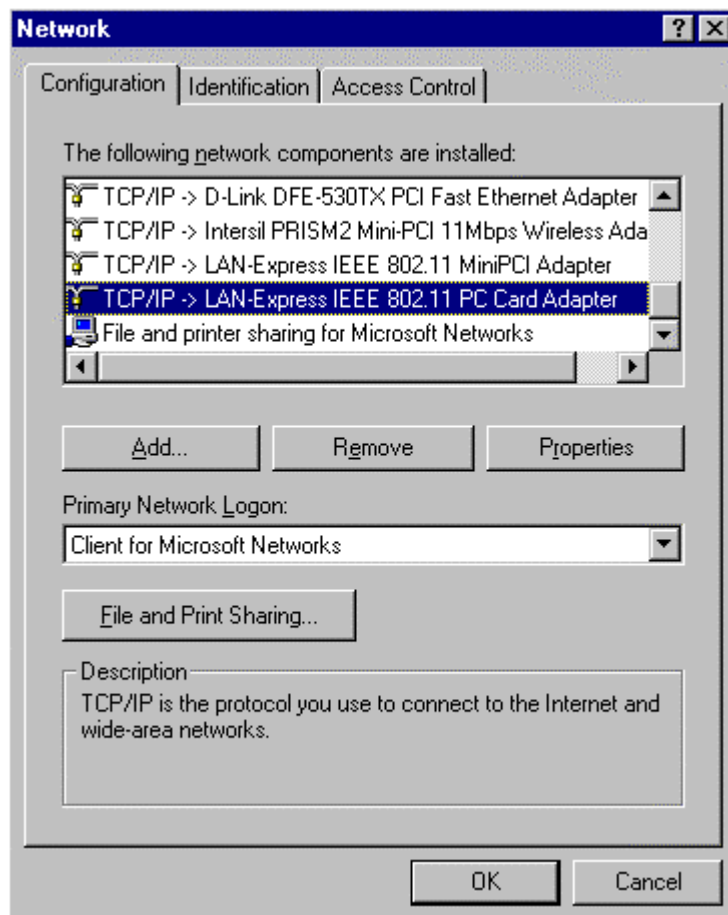 Network
Configuration Identification Access Control
The following network components are installed:
TCP/IP -> D-Link DFE-530TX PCI Fast Ethernet Adapter
TCP/IP -> Intersil PRISM2 Mini-PCI 11Mbps Wireless Ada
TCP/IP -> LAN-Express IEEE 802.11 MiniPCI Adapter
TCP/IP -> LAN-Express IEEE 802.11 PC Card Adapter
File and printer sharing for Microsoft Networks
Add... Remove Properties
Primary Network Logon:
Client for Microsoft Networks
File and Print Sharing...
Description
TCP/IP is the protocol you use to connect to the Internet and
wide-area networks.
OK Cancel